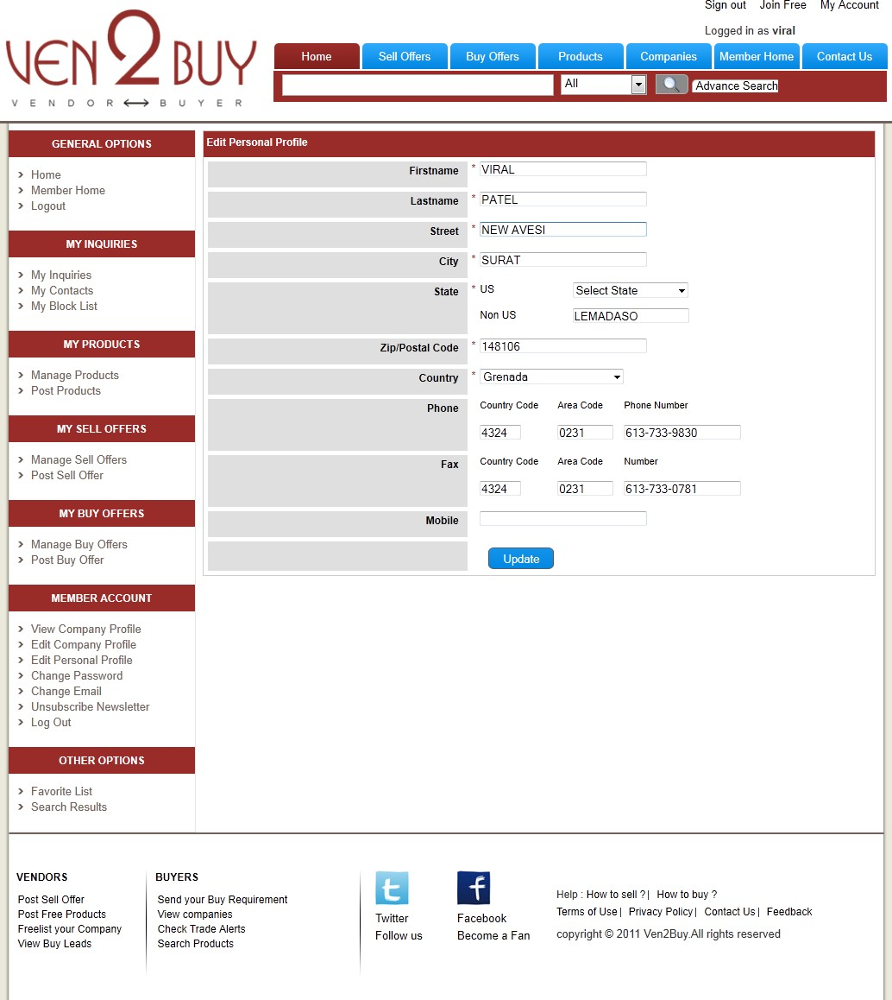 Sign out Join Free My Account
Logged in as viral
VEN 2 BUY
VENDOR BUYER
Home Sell Offers Buy Offers Products Companies Member Home Contact Us
All Advance Search
GENERAL OPTIONS
Home
Member Home
Logout
MY INQUIRIES
My Inquiries
My Contacts
My Block List
MY PRODUCTS
Manage Products
Post Products
MY SELL OFFERS
Manage Sell Offers
Post Sell Offer
MY BUY OFFERS
Manage Buy Offers
Post Buy Offer
MEMBER ACCOUNT
View Company Profile
Edit Company Profile
Edit Personal Profile
Change Password
Change Email
Unsubscribe Newsletter
Log Out
OTHER OPTIONS
Favorite List
Search Results
Edit Personal Profile
Firstname * VIRAL
Lastname * PATEL
Street * NEW AVESI
City * SURAT
State * US Select State
Non US LEMADASO
Zip/Postal Code * 148106
Country * Grenada
Phone Country Code Area Code Phone Number
4324 0231 613-733-9830
Fax Country Code Area Code Number
4324 0231 613-733-0781
Mobile
Update
VENDORS
Post Sell Offer
Post Free Products
Freelist your Company
View Buy Leads
BUYERS
Send your Buy Requirement
View companies
Check Trade Alerts
Search Products
t
Twitter
Follow us
f
Facebook
Become a Fan
Help : How to sell ? | How to buy ?
Terms of Use | Privacy Policy | Contact Us | Feedback
copyright © 2011 Ven2Buy.All rights reserved